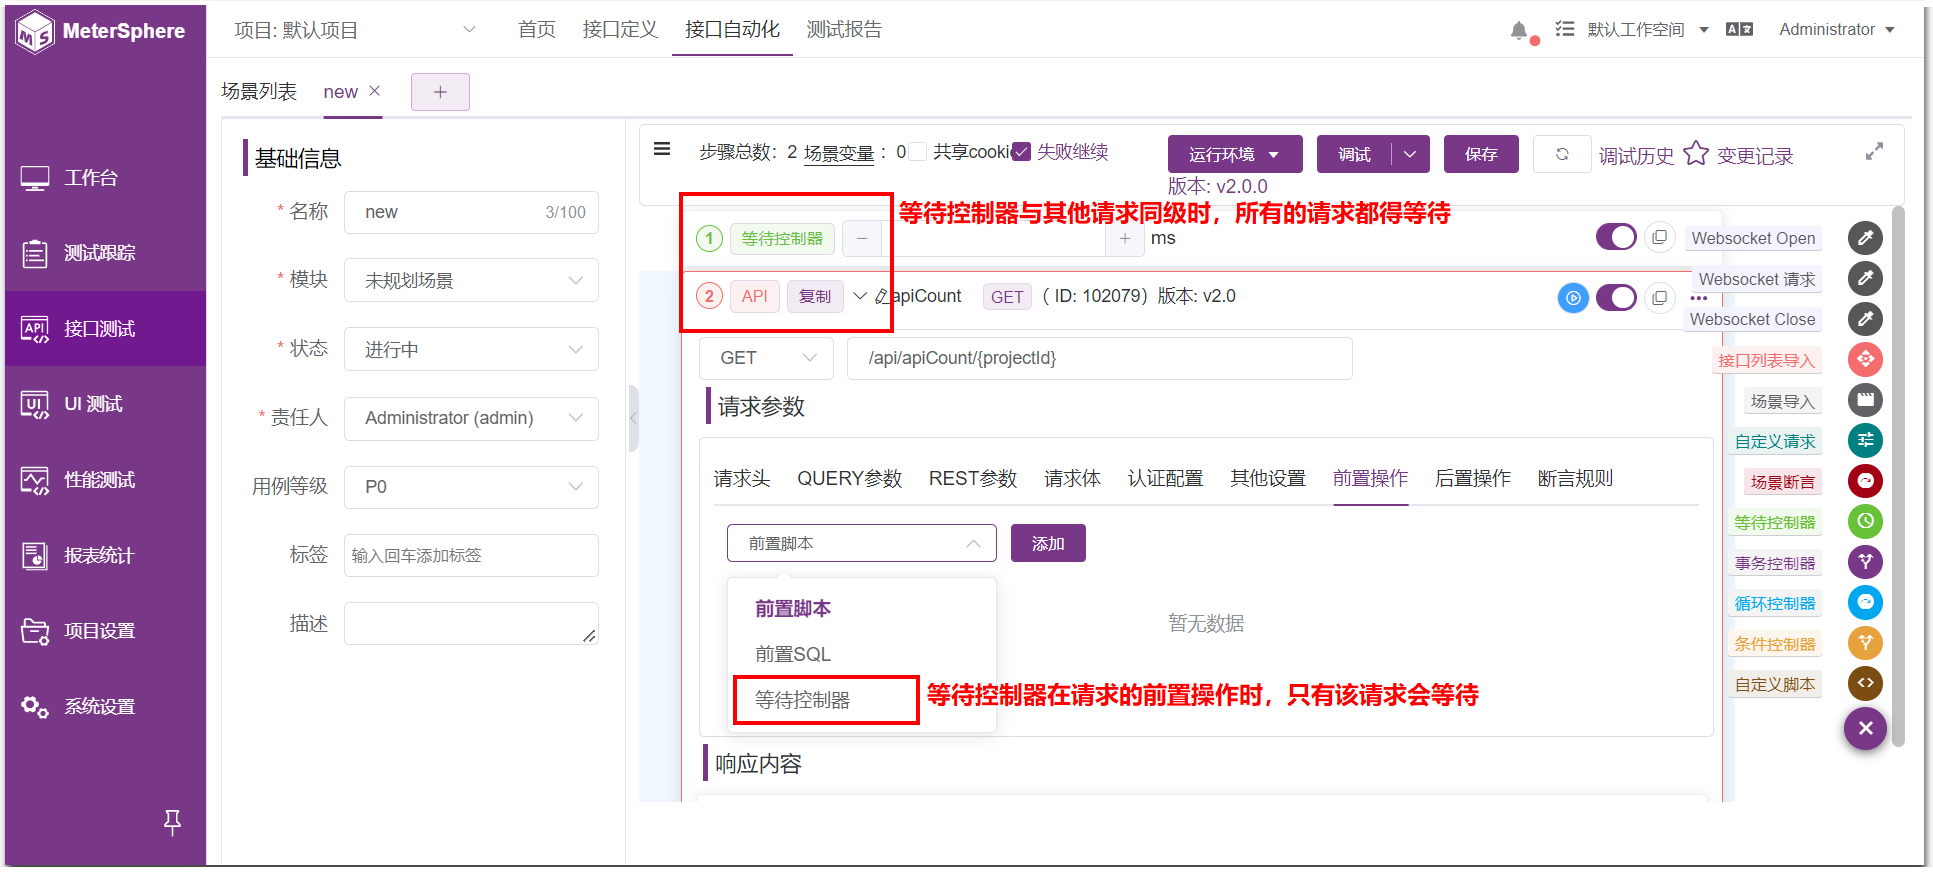 MeterSphere
项目: 默认项目
首页 接口定义 接口自动化 测试报告
默认工作空间
Administrator
场景列表 new
+
工作台
测试跟踪
API 接口测试
UI UI 测试
性能测试
报表统计
项目设置
系统设置
基础信息
* 名称 new 3/100
* 模块 未规划场景
* 状态 进行中
* 责任人 Administrator (admin)
用例等级 P0
标签 输入回车添加标签
描述
步骤总数: 2 场景变量 : 0 共享cooki 失败继续
运行环境 调试 保存 调试历史 变更记录
版本: v2.0.0
等待控制器与其他请求同级时，所有的请求都得等待
1 等待控制器 − + ms
2 API 复制 apiCount GET ( ID: 102079) 版本: v2.0
GET /api/apiCount/{projectId}
请求参数
请求头 QUERY参数 REST参数 请求体 认证配置 其他设置 前置操作 后置操作 断言规则
前置脚本 添加
前置脚本
前置SQL
等待控制器
等待控制器在请求的前置操作时，只有该请求会等待
暂无数据
响应内容
Websocket Open
Websocket 请求
Websocket Close
接口列表导入
场景导入
自定义请求
场景断言
等待控制器
事务控制器
循环控制器
条件控制器
自定义脚本